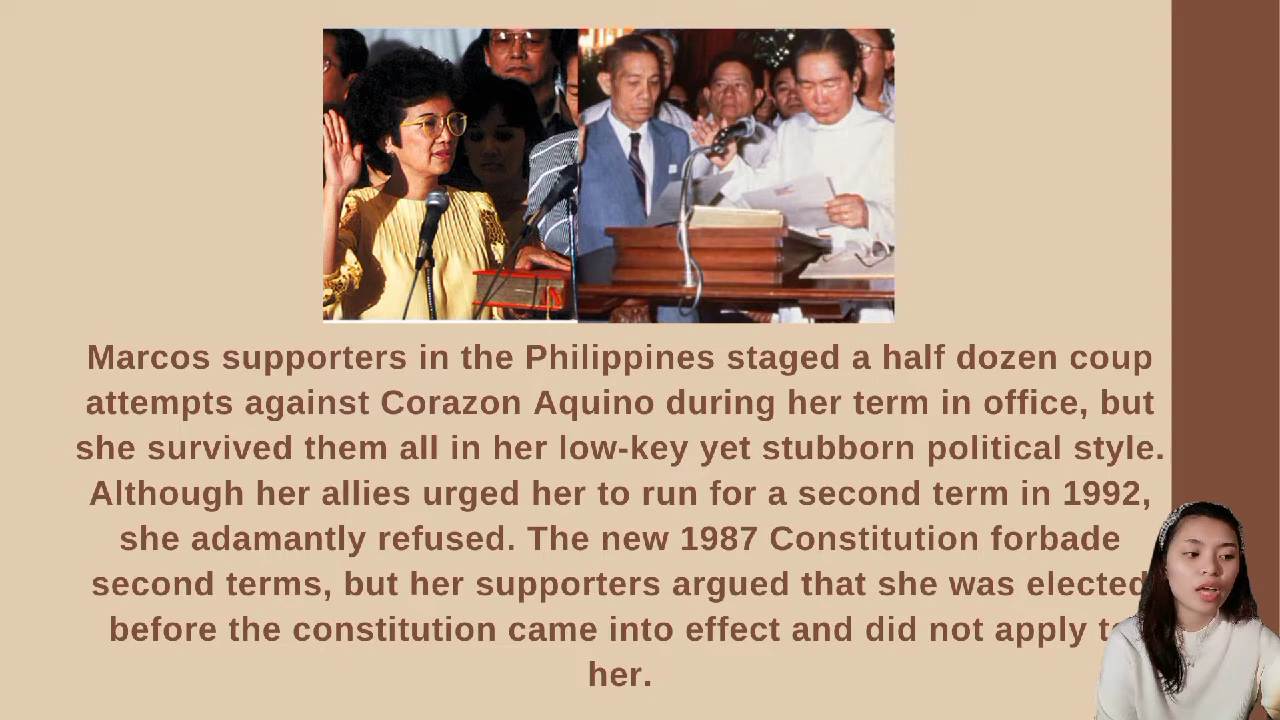 Marcos supporters in the Philippines staged a half dozen coup
attempts against Corazon Aquino during her term in office, but
she survived them all in her low-key yet stubborn political style.
Although her allies urged her to run for a second term in 1992,
she adamantly refused. The new 1987 Constitution forbade
second terms, but her supporters argued that she was elected
before the constitution came into effect and did not apply to
her.